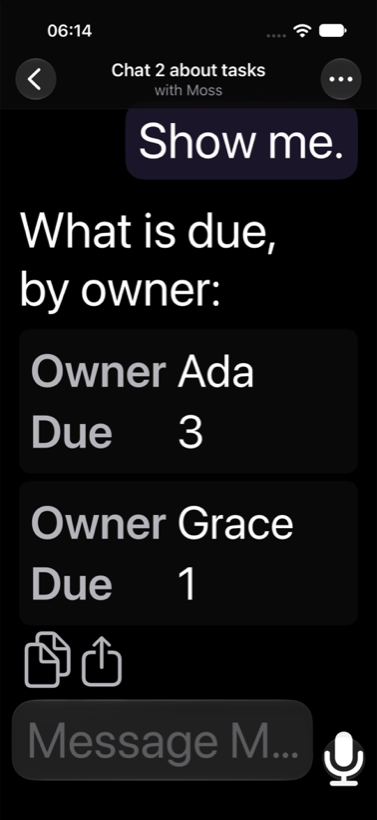 06:14
Chat 2 about tasks
with Moss
Show me.
What is due,
by owner:
Owner Ada
Due 3
Owner Grace
Due 1
Message M...